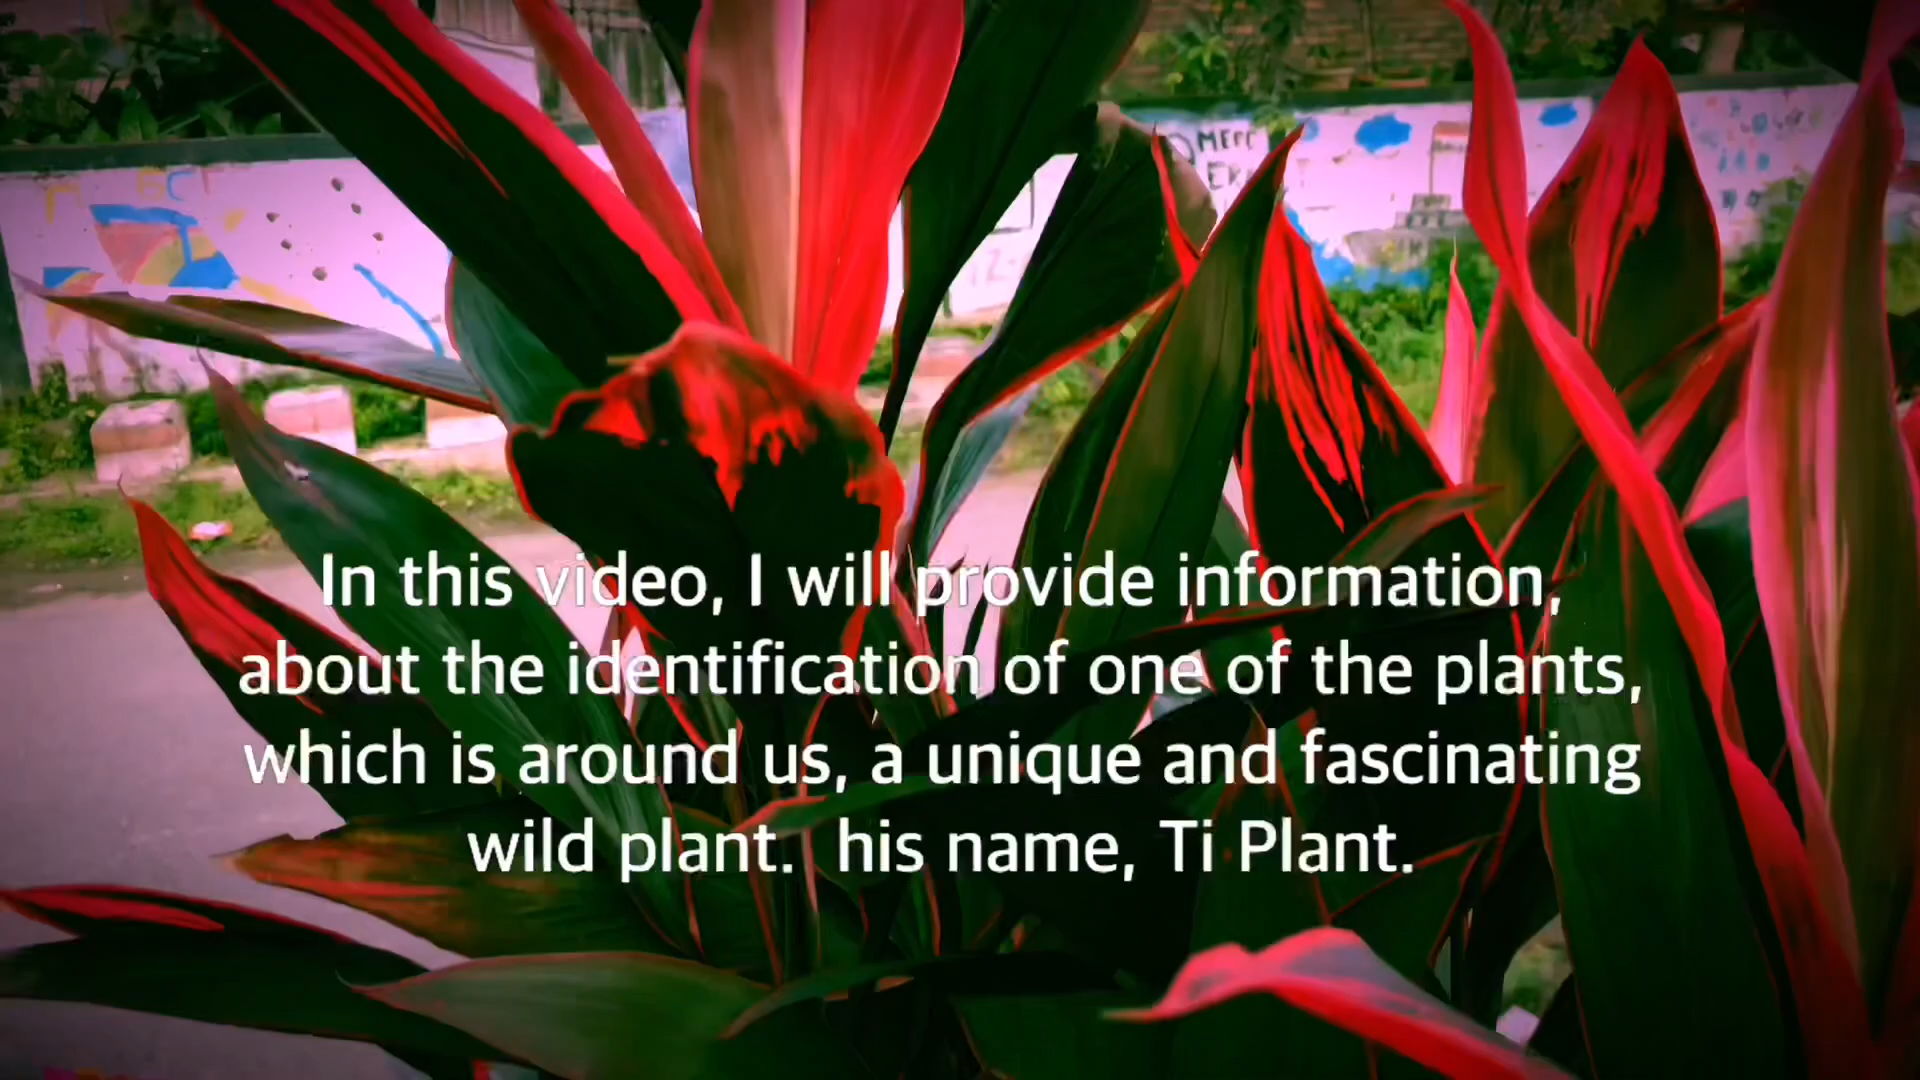 MERC
In this video, I will provide information,
about the identification of one of the plants,
which is around us, a unique and fascinating
wild plant.  his name, Ti Plant.